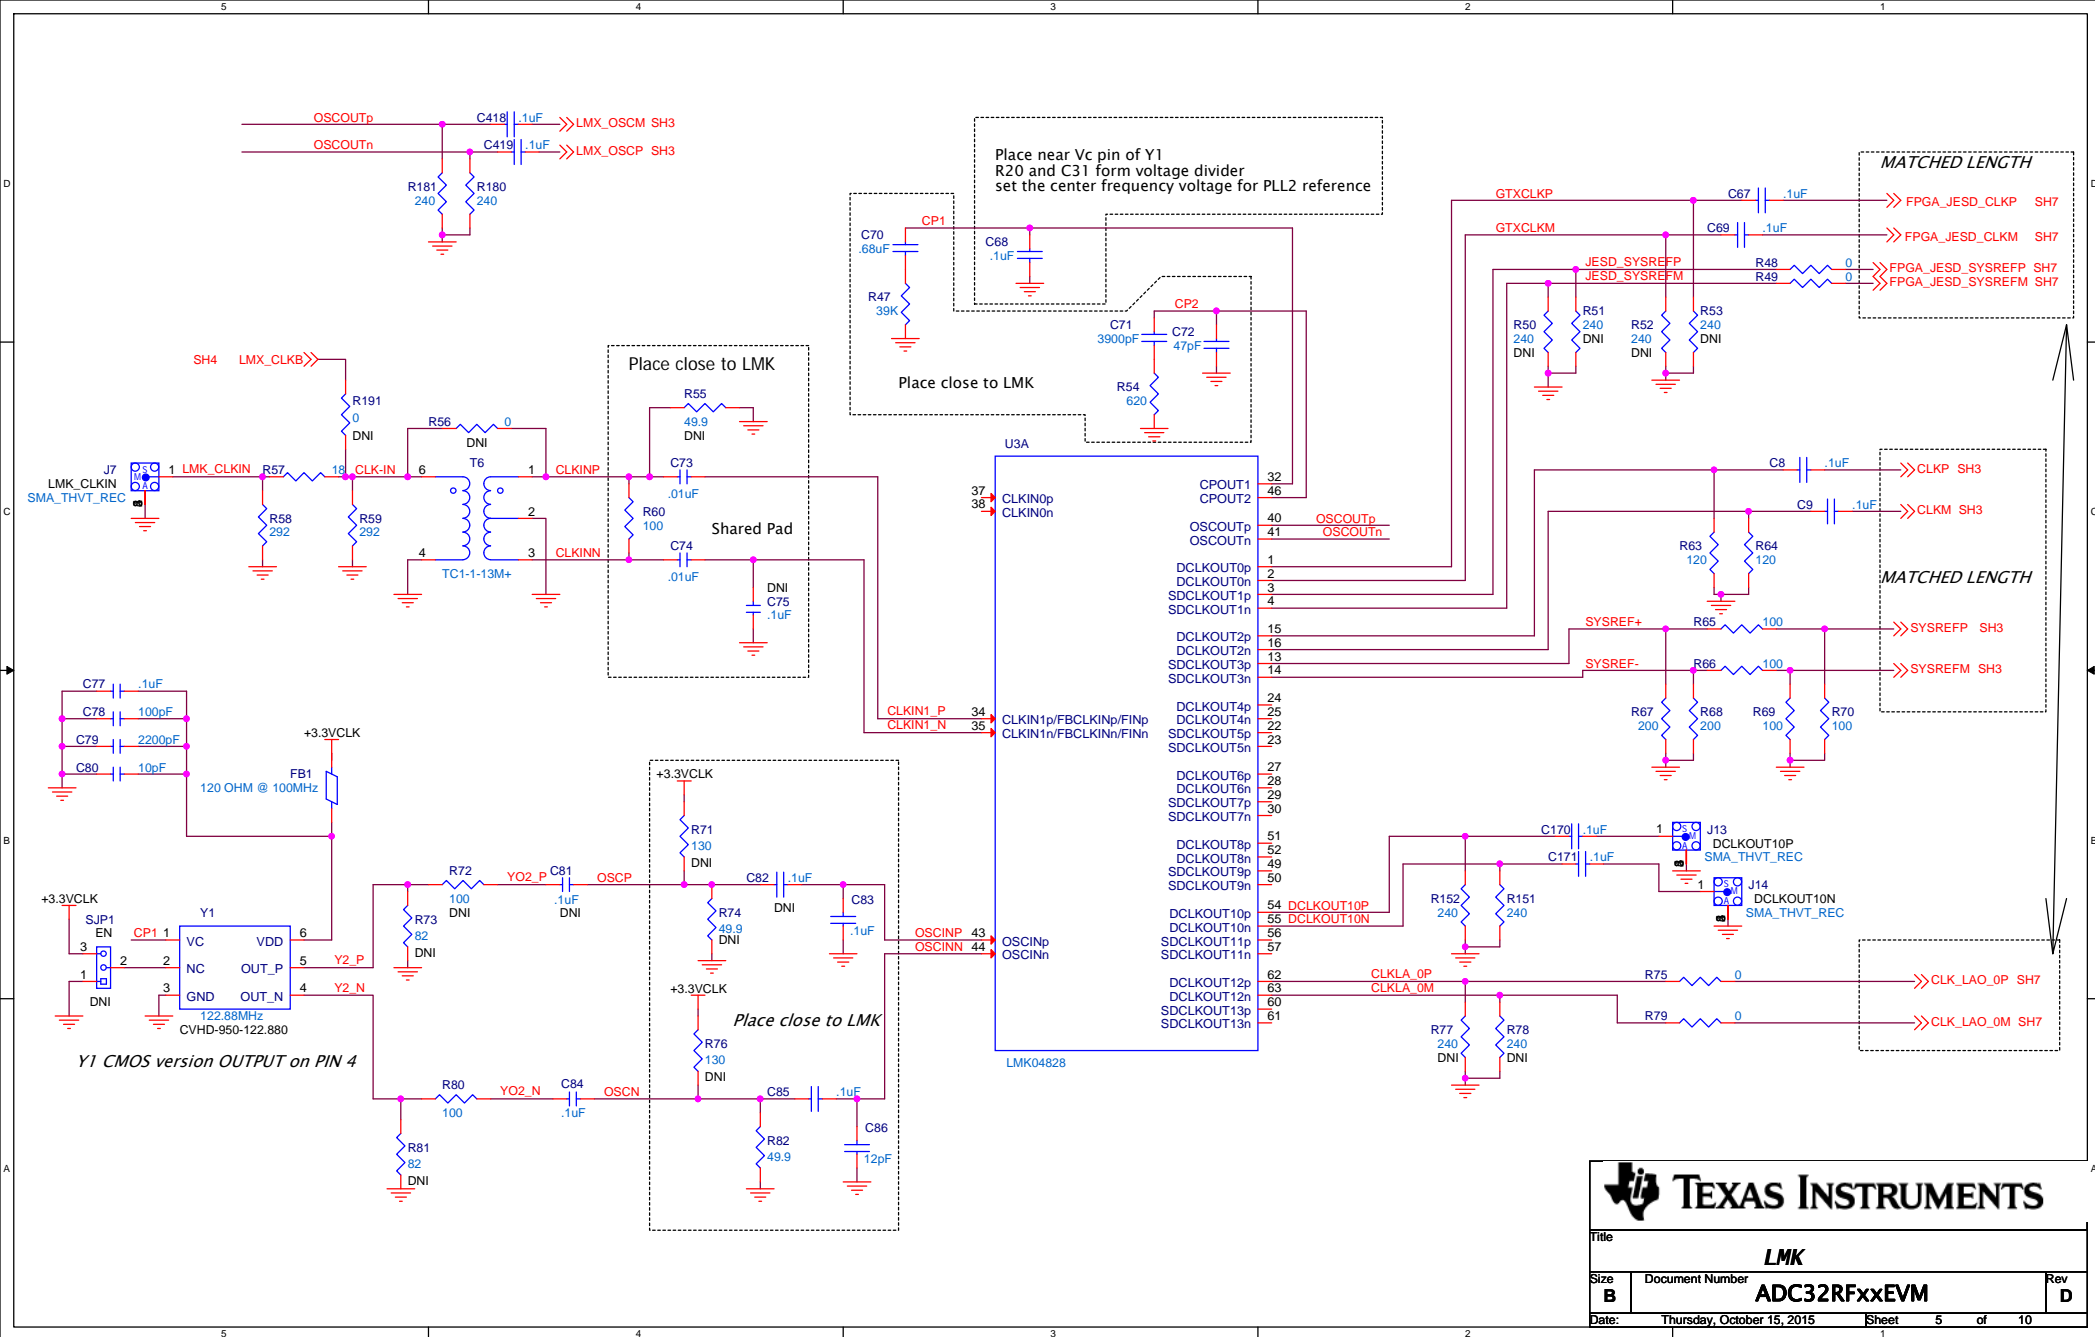 5 4 3 2 1
OSCOUTp C418 .1uF LMX_OSCM SH3
OSCOUTn C419 .1uF LMX_OSCP SH3
R181 240 R180 240
Place near Vc pin of Y1
R20 and C31 form voltage divider
set the center frequency voltage for PLL2 reference
CP1
C70 .68uF
C68 .1uF
R47 39K
CP2
C71 3900pF
C72 47pF
R54 620
Place close to LMK
MATCHED LENGTH
GTXCLKP C67 .1uF FPGA_JESD_CLKP SH7
GTXCLKM C69 .1uF FPGA_JESD_CLKM SH7
JESD_SYSREFP R48 0 FPGA_JESD_SYSREFP SH7
JESD_SYSREFM R49 0 FPGA_JESD_SYSREFM SH7
R50 240 DNI
R51 240 DNI
R52 240 DNI
R53 240 DNI
SH4 LMX_CLKB
R191 0 DNI
R56 0 DNI
Place close to LMK
R55 49.9 DNI
J7 LMK_CLKIN SMA_THVT_REC
1 LMK_CLKIN R57 18 CLK-IN
R58 292
R59 292
T6 6 4 1 2 3
TC1-1-13M+
CLKINP
CLKINN
C73 .01uF
R60 100
Shared Pad
C74 .01uF
DNI C75 .1uF
U3A
37 CLKIN0p
38 CLKIN0n
CLKIN1_P 34 CLKIN1p/FBCLKINp/FINp
CLKIN1_N 35 CLKIN1n/FBCLKINn/FINn
OSCINP 43 OSCINp
OSCINN 44 OSCINn
CPOUT1 32
CPOUT2 46
OSCOUTp 40 OSCOUTp
OSCOUTn 41 OSCOUTn
DCLKOUT0p 1
DCLKOUT0n 2
SDCLKOUT1p 3
SDCLKOUT1n 4
DCLKOUT2p 15
DCLKOUT2n 16
SDCLKOUT3p 13
SDCLKOUT3n 14
DCLKOUT4p 24
DCLKOUT4n 25
SDCLKOUT5p 22
SDCLKOUT5n 23
DCLKOUT6p 27
DCLKOUT6n 28
SDCLKOUT7p 29
SDCLKOUT7n 30
DCLKOUT8p 51
DCLKOUT8n 52
SDCLKOUT9p 49
SDCLKOUT9n 50
DCLKOUT10p 54 DCLKOUT10P
DCLKOUT10n 55 DCLKOUT10N
SDCLKOUT11p 56
SDCLKOUT11n 57
DCLKOUT12p 62 CLKLA_0P
DCLKOUT12n 63 CLKLA_0M
SDCLKOUT13p 60
SDCLKOUT13n 61
LMK04828
C8 .1uF CLKP SH3
C9 .1uF CLKM SH3
R63 120
R64 120
MATCHED LENGTH
SYSREF+ R65 100 SYSREFP SH3
SYSREF- R66 100 SYSREFM SH3
R67 200
R68 200
R69 100
R70 100
C170 .1uF 1 J13 DCLKOUT10P SMA_THVT_REC
C171 .1uF 1 J14 DCLKOUT10N SMA_THVT_REC
R152 240
R151 240
R75 0 CLK_LAO_0P SH7
R79 0 CLK_LAO_0M SH7
R77 240 DNI
R78 240 DNI
C77 .1uF
C78 100pF
C79 2200pF
C80 10pF
+3.3VCLK
FB1
120 OHM @ 100MHz
+3.3VCLK
SJP1 EN
3 2 1
DNI
Y1
CP1 1 VC VDD 6
2 NC OUT_P 5 Y2_P
3 GND OUT_N 4 Y2_N
122.88MHz
CVHD-950-122.880
Y1 CMOS version OUTPUT on PIN 4
R72 100 DNI
R73 82 DNI
YO2_P C81 .1uF DNI OSCP
+3.3VCLK
R71 130 DNI
R74 49.9 DNI
C82 .1uF DNI
C83 .1uF
+3.3VCLK
Place close to LMK
R76 130 DNI
R80 100
R81 82 DNI
YO2_N C84 .1uF OSCN
C85 .1uF
R82 49.9
C86 12pF
TEXAS INSTRUMENTS
Title
LMK
Size B
Document Number ADC32RFxxEVM
Rev D
Date: Thursday, October 15, 2015 Sheet 5 of 10
D C B A
5 4 3 2 1